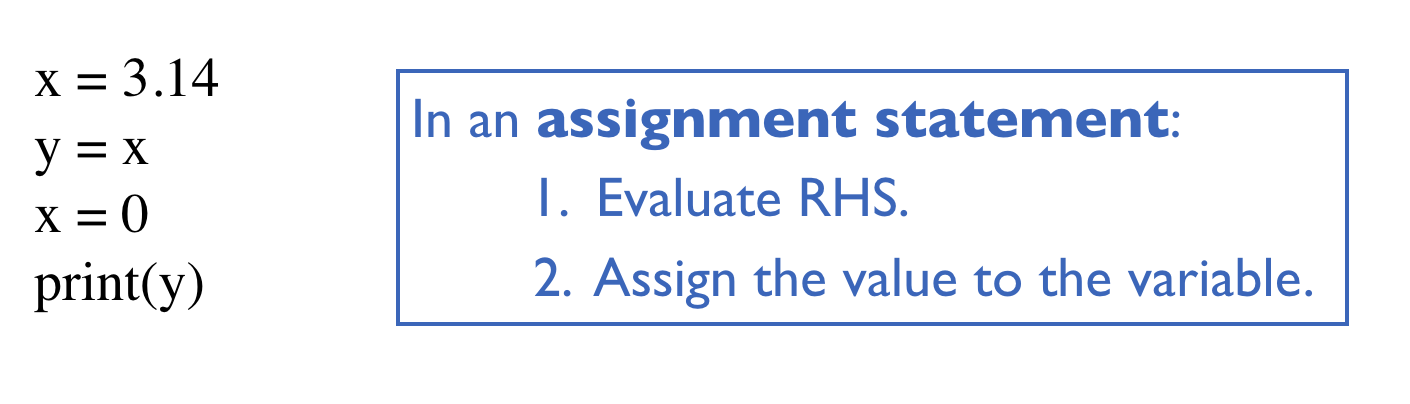 x = 3.14
y = x
x = 0
print(y)
In an assignment statement:
1. Evaluate RHS.
2. Assign the value to the variable.